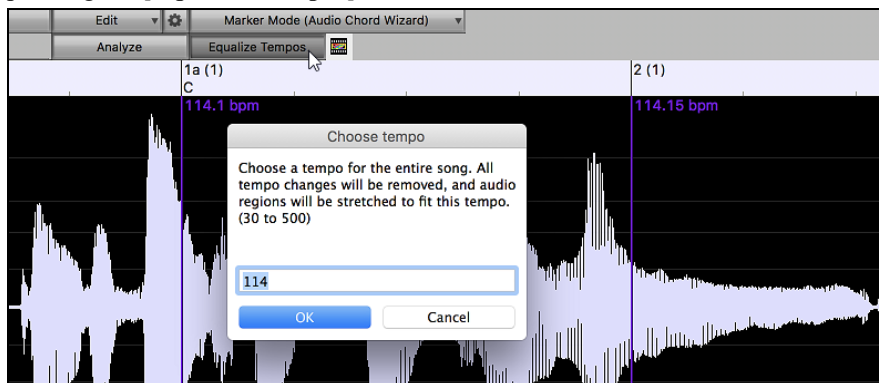 Edit
Marker Mode (Audio Chord Wizard)
Analyze
Equalize Tempos
1a (1)
2 (1)
C
114.1 bpm
114.15 bpm
Choose tempo
Choose a tempo for the entire song. All
tempo changes will be removed, and audio
regions will be stretched to fit this tempo.
(30 to 500)
114
OK
Cancel